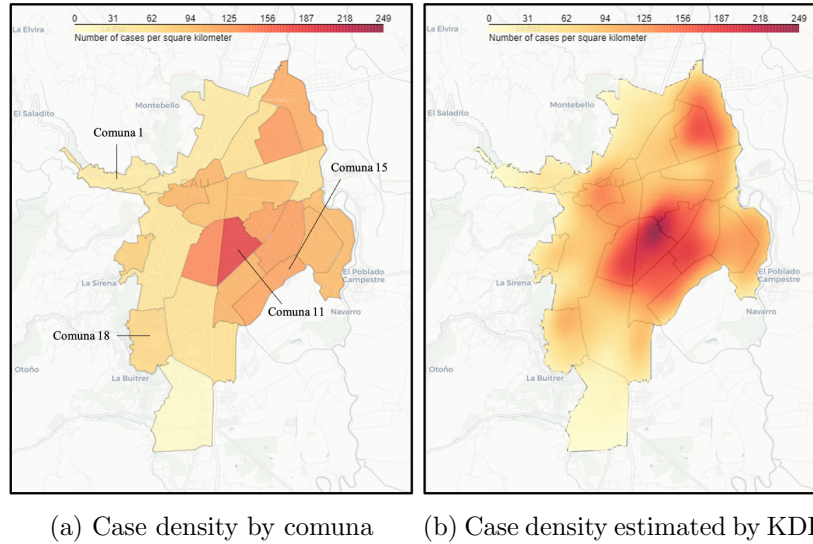 0 31 62 94 125 156 187 218 249
Number of cases per square kilometer
La Elvira
Montebello
El Saladito
Comuna 1
CALI
Comuna 15
La Sirena
El Poblado
Campestre
Navarro
Comuna 11
Comuna 18
Otoño
La Buitrer
0 31 62 94 125 156 187 218 249
Number of cases per square kilometer
La Elvira
Montebello
El Saladito
CALI
La Sirena
El Poblado
Campestre
Navarro
Otoño
La Buitrer
(a) Case density by comuna
(b) Case density estimated by KDE